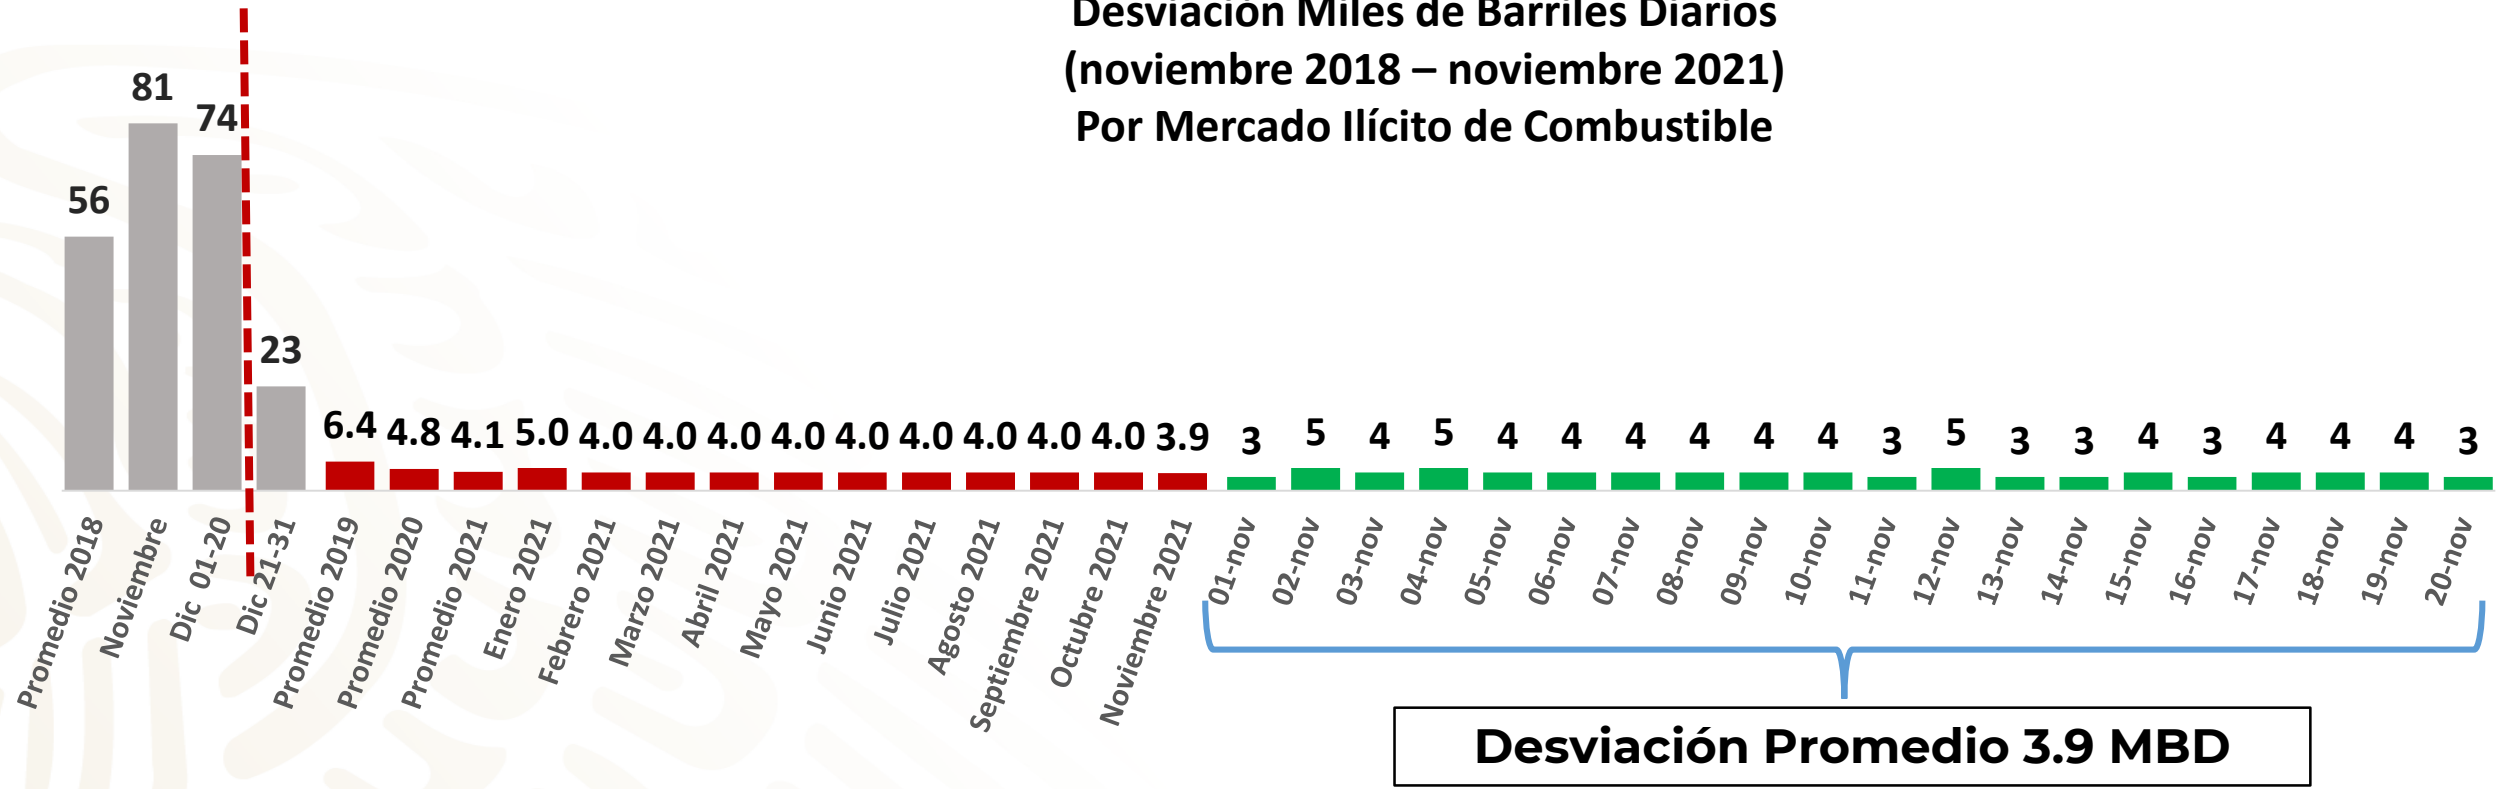 Desviación Miles de Barriles Diarios
(noviembre 2018 – noviembre 2021)
Por Mercado Ilícito de Combustible
56
81
74
23
6.4
4.8
4.1
5.0
4.0
4.0
4.0
4.0
4.0
4.0
4.0
4.0
4.0
3.9
3
5
4
5
4
4
4
4
4
4
3
5
3
3
4
3
4
4
4
3
Promedio 2018
Noviembre
Dic 01-20
Dic 21-31
Promedio 2019
Promedio 2020
Promedio 2021
Enero 2021
Febrero 2021
Marzo 2021
Abril 2021
Mayo 2021
Junio 2021
Julio 2021
Agosto 2021
Septiembre 2021
Octubre 2021
Noviembre 2021
01-nov
02-nov
03-nov
04-nov
05-nov
06-nov
07-nov
08-nov
09-nov
10-nov
11-nov
12-nov
13-nov
14-nov
15-nov
16-nov
17-nov
18-nov
19-nov
20-nov
Desviación Promedio 3.9 MBD